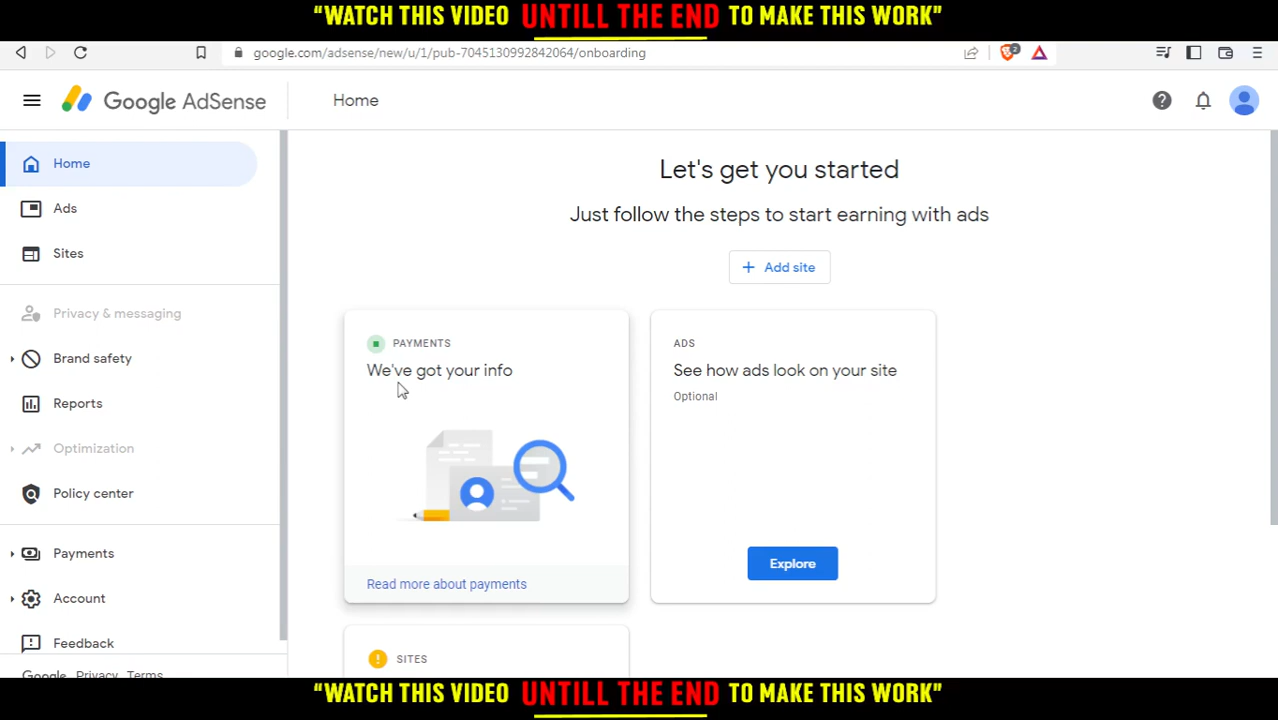 “WATCH THIS VIDEO UNTILL THE END TO MAKE THIS WORK”
google.com/adsense/new/u/1/pub-7045130992842064/onboarding
2
Google AdSense
Home
Home
Ads
Sites
Privacy & messaging
Brand safety
Reports
Optimization
Policy center
Payments
Account
Feedback
Google Privacy Terms
Let's get you started
Just follow the steps to start earning with ads
+ Add site
PAYMENTS
We've got your info
Read more about payments
ADS
See how ads look on your site
Optional
Explore
SITES
“WATCH THIS VIDEO UNTILL THE END TO MAKE THIS WORK”